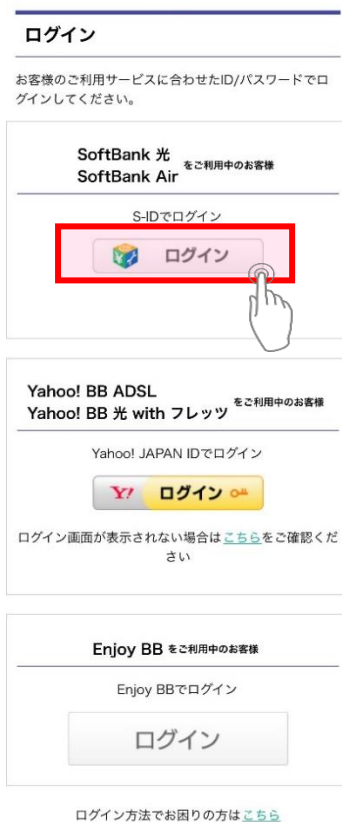 ログイン
お客様のご利用サービスに合わせたID/パスワードでロ
グインしてください。
SoftBank 光
SoftBank Air
をご利用中のお客様
S-IDでログイン
ログイン
Yahoo! BB ADSL
Yahoo! BB 光 with フレッツ
をご利用中のお客様
Yahoo! JAPAN IDでログイン
Y! ログイン
ログイン画面が表示されない場合はこちらをご確認くだ
さい
Enjoy BB をご利用中のお客様
Enjoy BBでログイン
ログイン
ログイン方法でお困りの方はこちら